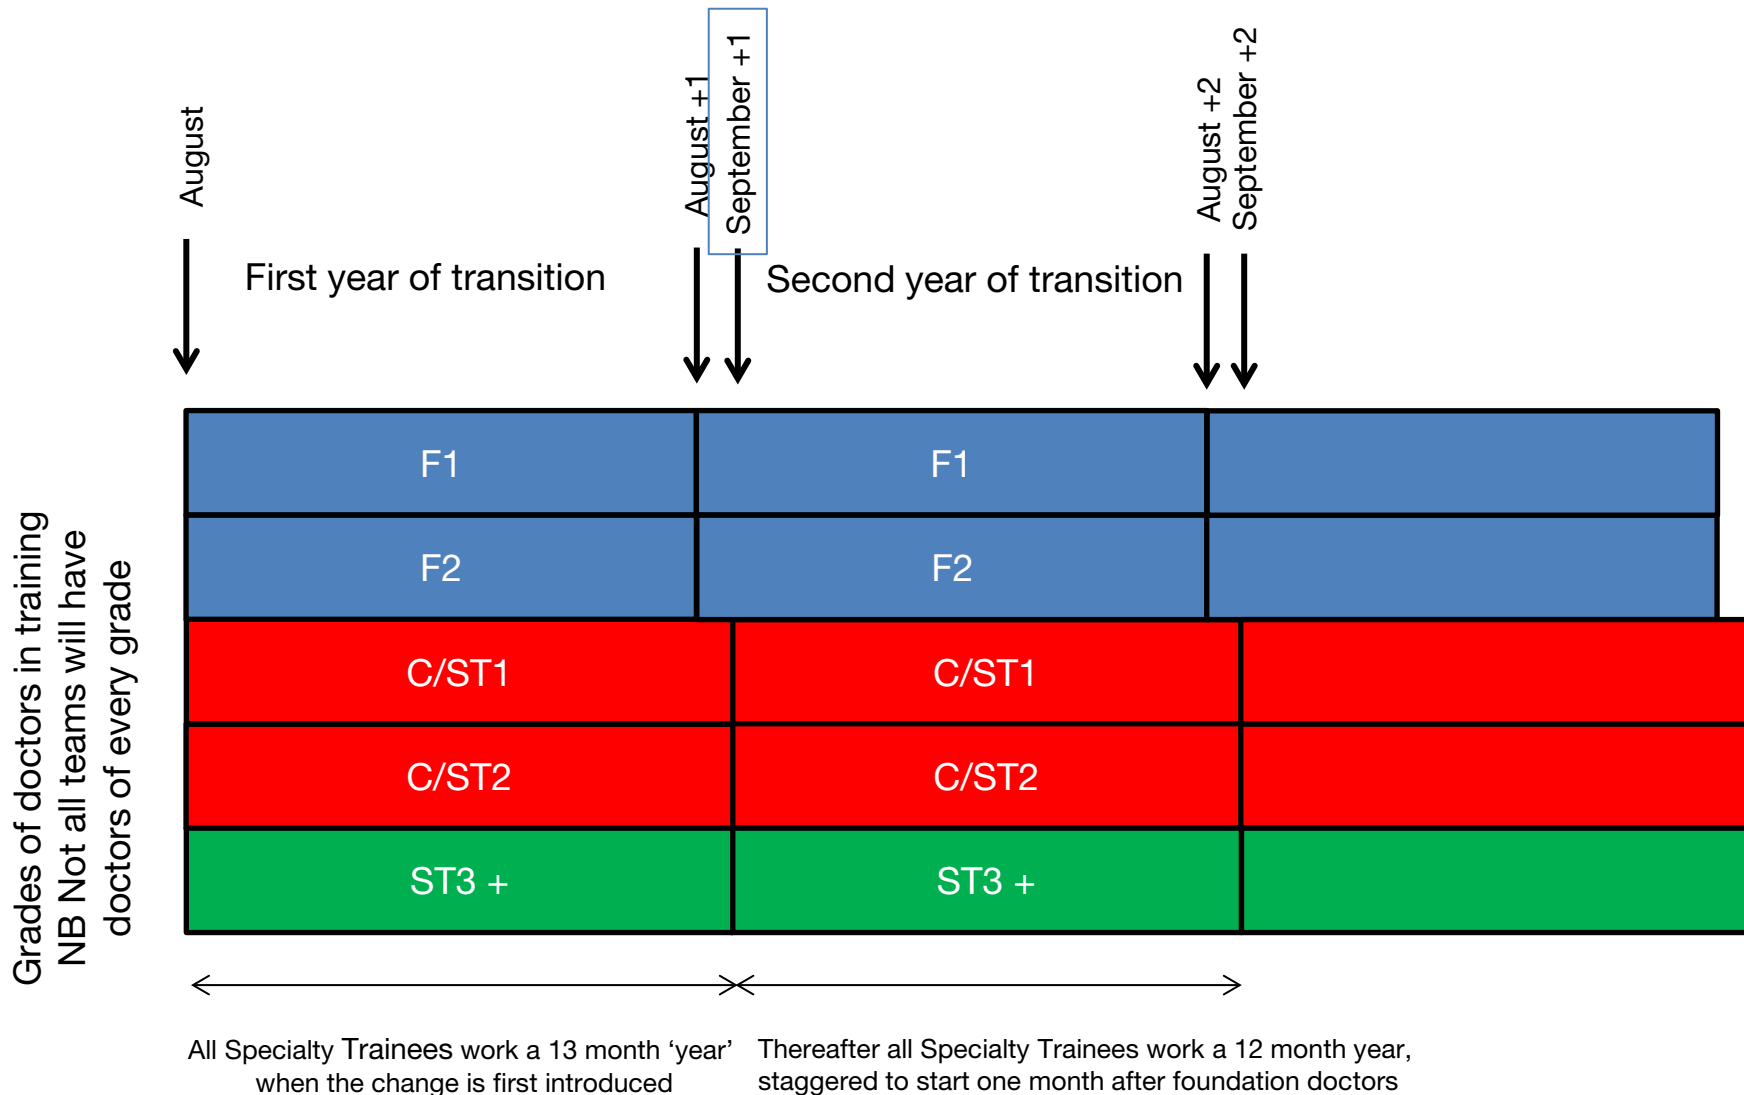 August
August +1
September +1
August +2
September +2
First year of transition
Second year of transition
Grades of doctors in training
NB Not all teams will have
doctors of every grade
F1
F1
F2
F2
C/ST1
C/ST1
C/ST2
C/ST2
ST3 +
ST3 +
All Specialty Trainees work a 13 month ‘year’
when the change is first introduced
Thereafter all Specialty Trainees work a 12 month year,
staggered to start one month after foundation doctors